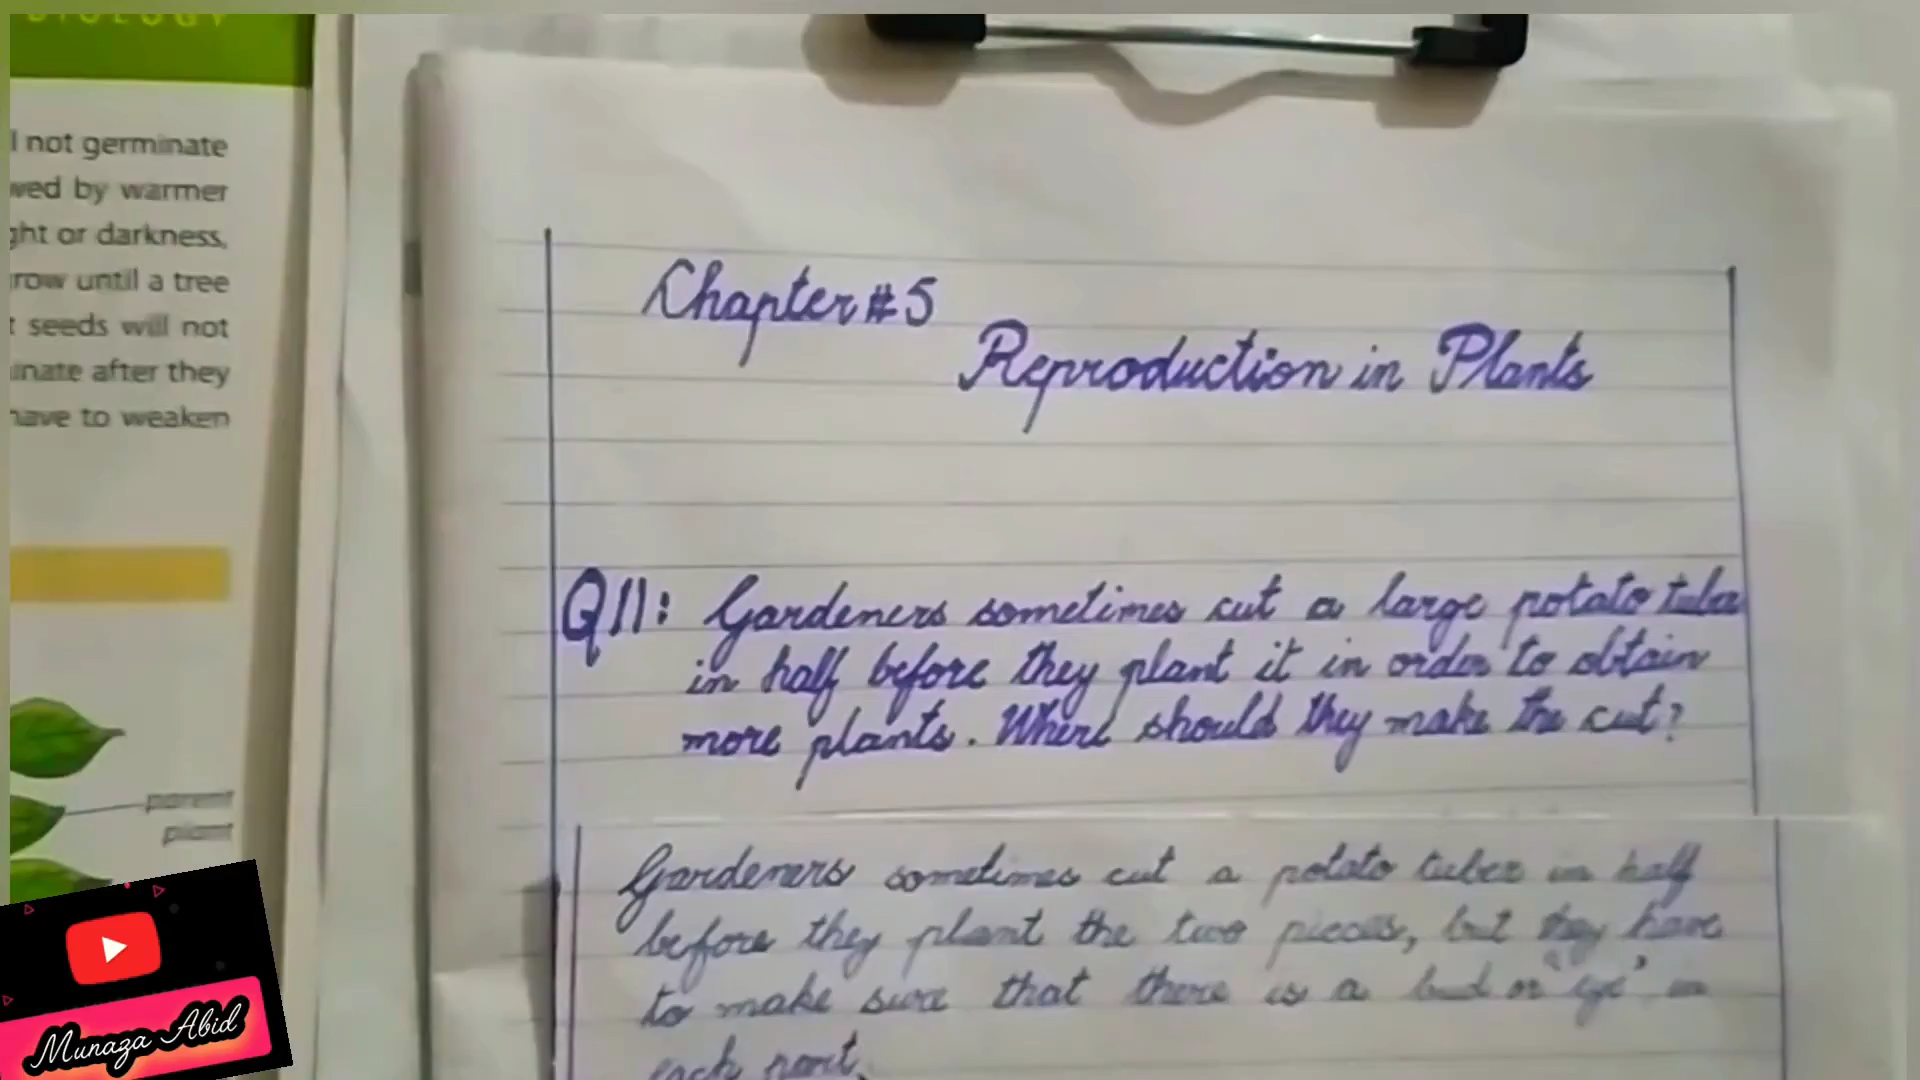 BIOLOGY
l not germinate
wed by warmer
ght or darkness,
row until a tree
t seeds will not
inate after they
have to weaken
parent
plant
Chapter # 5
Reproduction in Plants
Q11: Gardeners sometimes cut a large potato tuber
in half before they plant it in order to obtain
more plants. Where should they make the cut?
Gardeners sometimes cut a potato tuber in half
before they plant the two pieces, but they have
to make sure that there is a bud or "eye" in
each part.
Munaza Abid